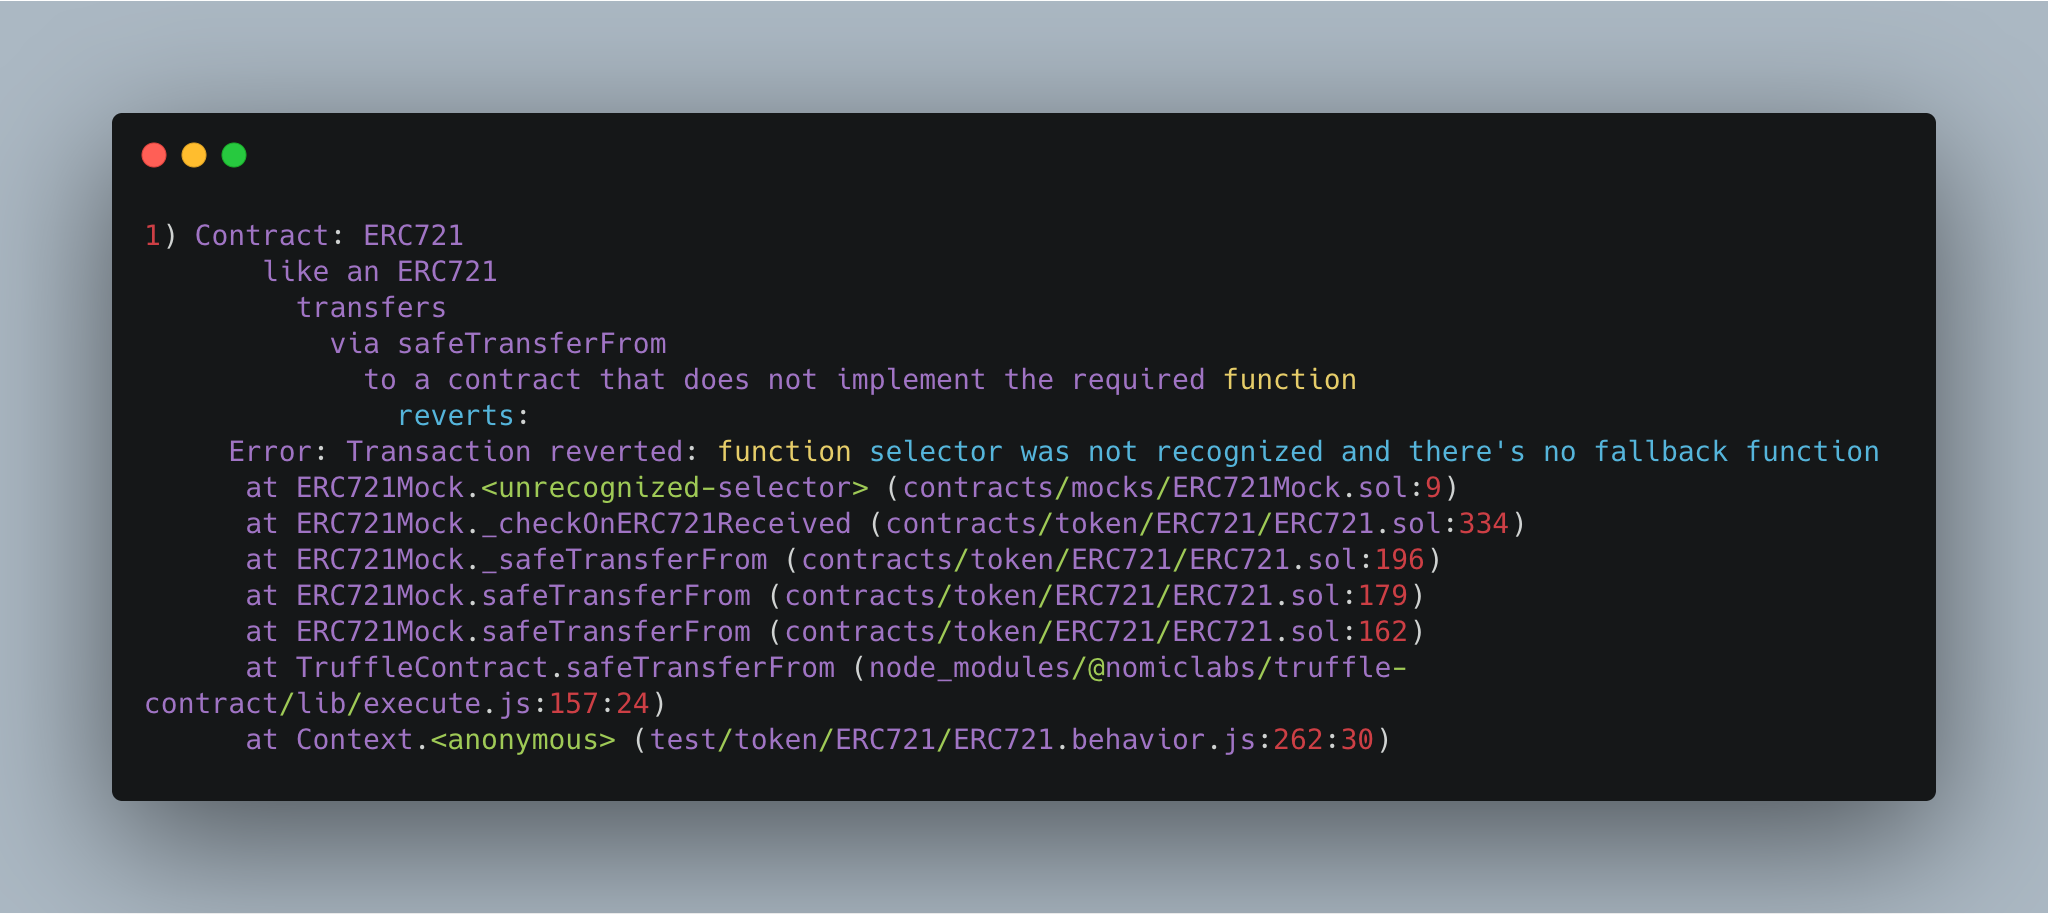 1) Contract: ERC721
like an ERC721
transfers
via safeTransferFrom
to a contract that does not implement the required function
reverts:
Error: Transaction reverted: function selector was not recognized and there's no fallback function
at ERC721Mock.<unrecognized-selector> (contracts/mocks/ERC721Mock.sol:9)
at ERC721Mock._checkOnERC721Received (contracts/token/ERC721/ERC721.sol:334)
at ERC721Mock._safeTransferFrom (contracts/token/ERC721/ERC721.sol:196)
at ERC721Mock.safeTransferFrom (contracts/token/ERC721/ERC721.sol:179)
at ERC721Mock.safeTransferFrom (contracts/token/ERC721/ERC721.sol:162)
at TruffleContract.safeTransferFrom (node_modules/@nomiclabs/truffle-
contract/lib/execute.js:157:24)
at Context.<anonymous> (test/token/ERC721/ERC721.behavior.js:262:30)